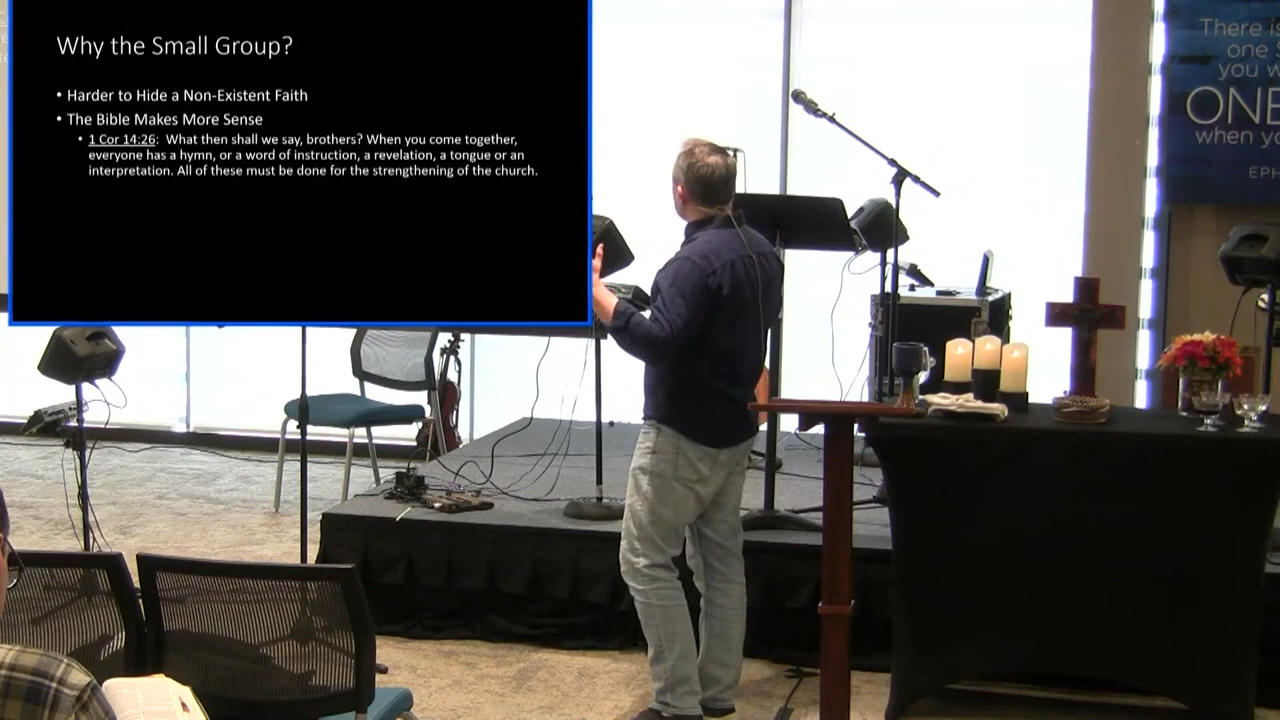 Why the Small Group?
• Harder to Hide a Non-Existent Faith
• The Bible Makes More Sense
• 1 Cor 14:26:  What then shall we say, brothers? When you come together,
everyone has a hymn, or a word of instruction, a revelation, a tongue or an
interpretation. All of these must be done for the strengthening of the church.
There is
one
you w
ONE
when yo
EPH